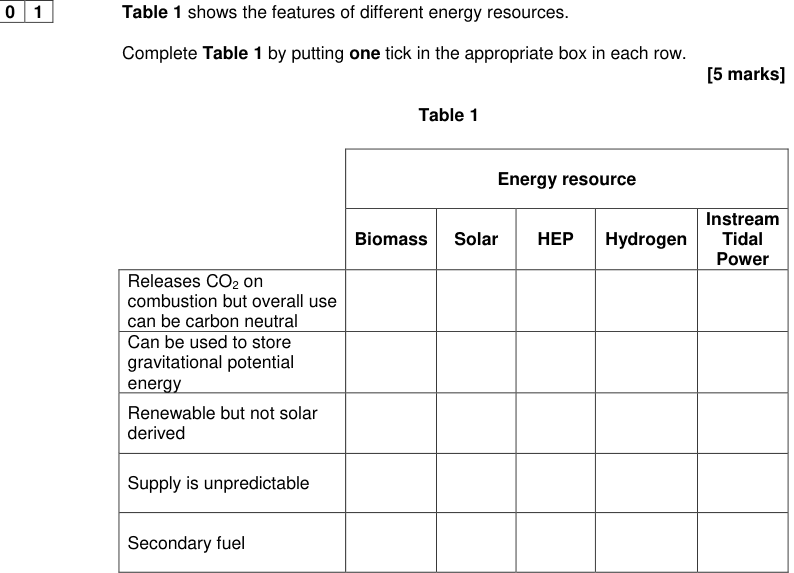 0 1
Table 1 shows the features of different energy resources.
Complete Table 1 by putting one tick in the appropriate box in each row.
[5 marks]
Table 1
Energy resource
Biomass Solar HEP Hydrogen Instream
Tidal
Power
Releases CO₂ on
combustion but overall use
can be carbon neutral
Can be used to store
gravitational potential
energy
Renewable but not solar
derived
Supply is unpredictable
Secondary fuel